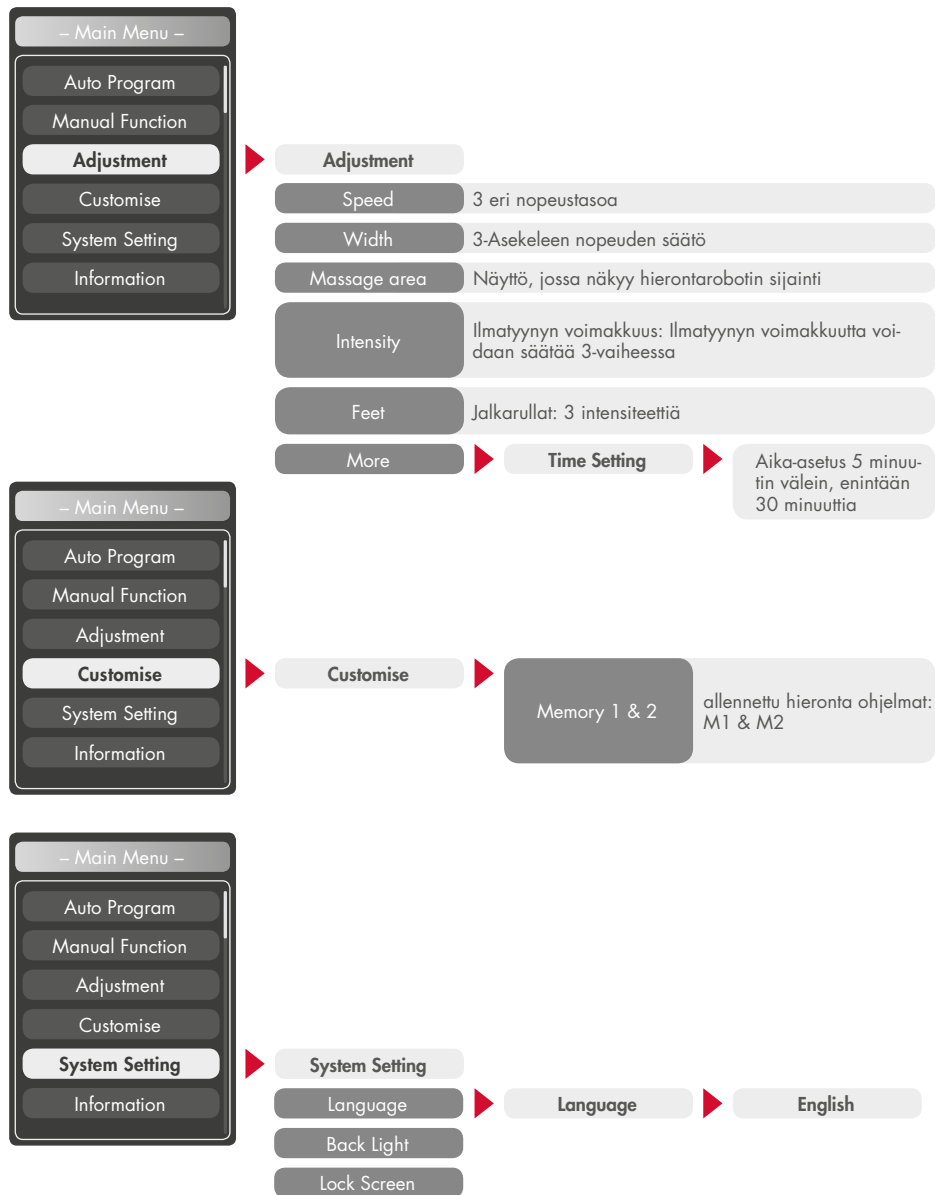 – Main Menu –
Auto Program
Manual Function
Adjustment
Customise
System Setting
Information
Adjustment
Speed
3 eri nopeustasoa
Width
3-Asekeleen nopeuden säätö
Massage area
Näyttö, jossa näkyy hierontarobotin sijainti
Intensity
Ilmatyynyn voimakkuus: Ilmatyynyn voimakkuutta voi-
daan säätää 3-vaiheessa
Feet
Jalkarullat: 3 intensiteettiä
More
Time Setting
Aika-asetus 5 minuu-
tin välein, enintään
30 minuuttia
– Main Menu –
Auto Program
Manual Function
Adjustment
Customise
System Setting
Information
Customise
Memory 1 & 2
allennettu hieronta ohjelmat:
M1 & M2
– Main Menu –
Auto Program
Manual Function
Adjustment
Customise
System Setting
Information
System Setting
Language
Language
English
Back Light
Lock Screen